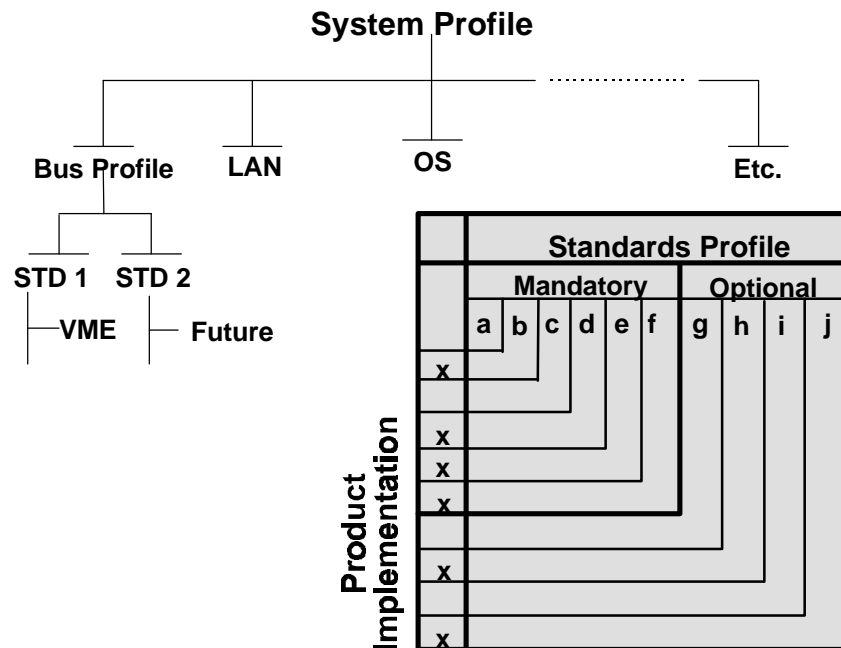 System Profile
Bus Profile
LAN
OS
Etc.
STD 1
STD 2
VME
Future
Standards Profile
Mandatory
Optional
a b c d e f g h i j
Product
Implementation
x
x
x
x
x
x